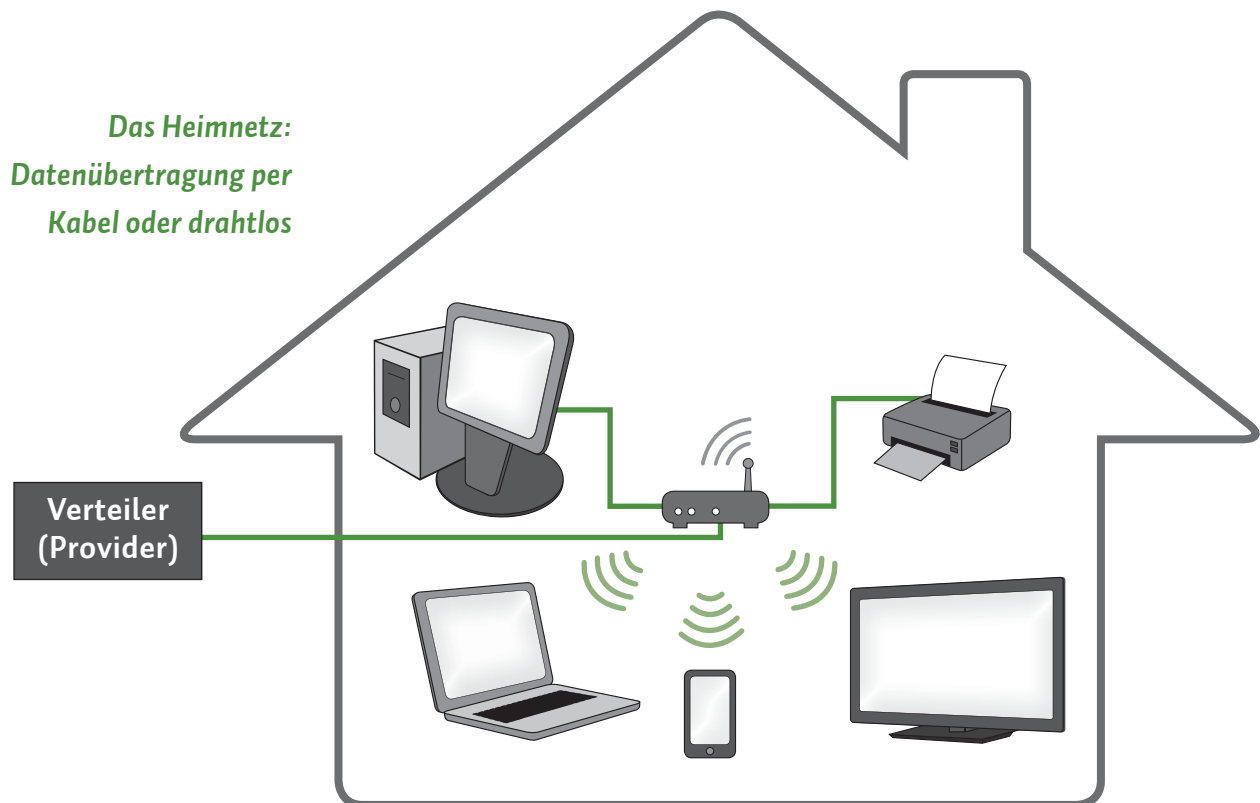 Das Heimnetz:
Datenübertragung per
Kabel oder drahtlos
Verteiler
(Provider)